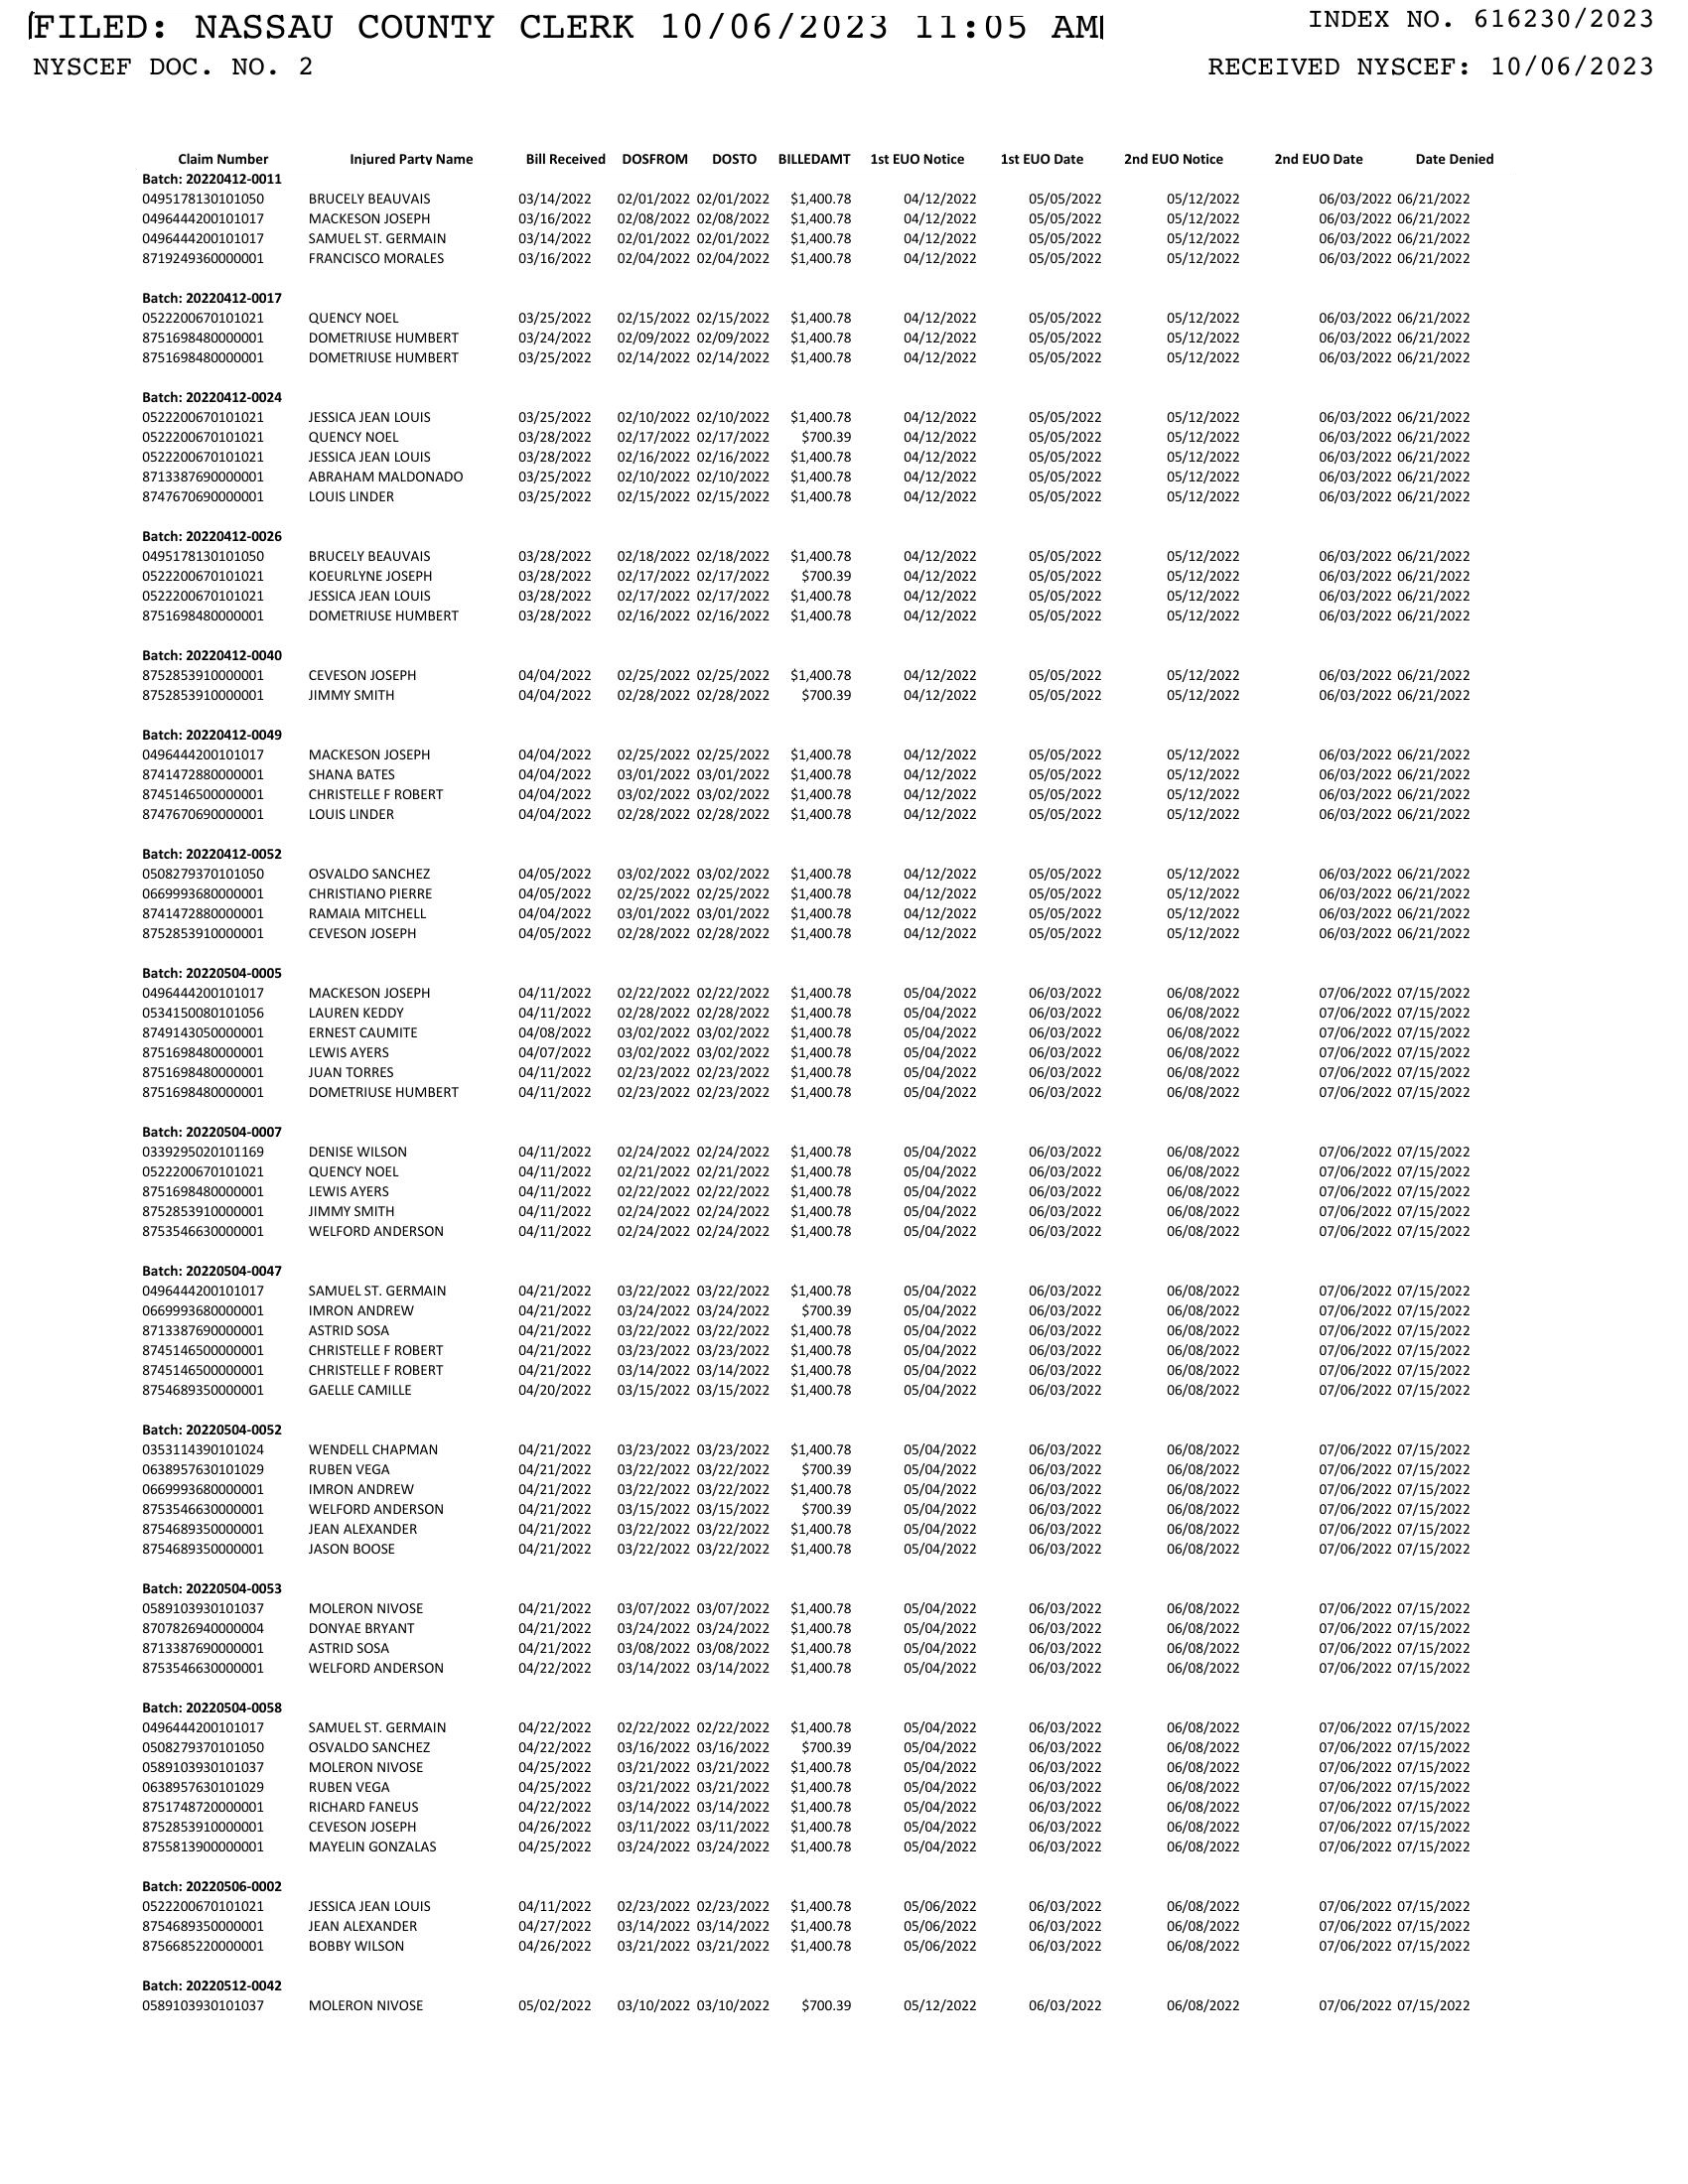 FILED: NASSAU COUNTY CLERK 10/06/2023 11:05 AM INDEX NO. 616230/2023
NYSCEF DOC. NO. 2 RECEIVED NYSCEF: 10/06/2023
Claim Number Injured Party Name Bill Received DOSFROM DOSTO BILLEDAMT 1st EUO Notice 1st EUO Date 2nd EUO Notice 2nd EUO Date Date Denied
Batch: 20220412-0011
0495178130101050 BRUCELY BEAUVAIS 03/14/2022 02/01/2022 02/01/2022 $1,400.78 04/12/2022 05/05/2022 05/12/2022 06/03/2022 06/21/2022
0496444200101017 MACKESON JOSEPH 03/16/2022 02/08/2022 02/08/2022 $1,400.78 04/12/2022 05/05/2022 05/12/2022 06/03/2022 06/21/2022
0496444200101017 SAMUEL ST. GERMAIN 03/14/2022 02/01/2022 02/01/2022 $1,400.78 04/12/2022 05/05/2022 05/12/2022 06/03/2022 06/21/2022
8719249360000001 FRANCISCO MORALES 03/16/2022 02/04/2022 02/04/2022 $1,400.78 04/12/2022 05/05/2022 05/12/2022 06/03/2022 06/21/2022
Batch: 20220412-0017
0522200670101021 QUENCY NOEL 03/25/2022 02/15/2022 02/15/2022 $1,400.78 04/12/2022 05/05/2022 05/12/2022 06/03/2022 06/21/2022
8751698480000001 DOMETRIUSE HUMBERT 03/24/2022 02/09/2022 02/09/2022 $1,400.78 04/12/2022 05/05/2022 05/12/2022 06/03/2022 06/21/2022
8751698480000001 DOMETRIUSE HUMBERT 03/25/2022 02/14/2022 02/14/2022 $1,400.78 04/12/2022 05/05/2022 05/12/2022 06/03/2022 06/21/2022
Batch: 20220412-0024
0522200670101021 JESSICA JEAN LOUIS 03/25/2022 02/10/2022 02/10/2022 $1,400.78 04/12/2022 05/05/2022 05/12/2022 06/03/2022 06/21/2022
0522200670101021 QUENCY NOEL 03/28/2022 02/17/2022 02/17/2022 $700.39 04/12/2022 05/05/2022 05/12/2022 06/03/2022 06/21/2022
0522200670101021 JESSICA JEAN LOUIS 03/28/2022 02/16/2022 02/16/2022 $1,400.78 04/12/2022 05/05/2022 05/12/2022 06/03/2022 06/21/2022
8713387690000001 ABRAHAM MALDONADO 03/25/2022 02/10/2022 02/10/2022 $1,400.78 04/12/2022 05/05/2022 05/12/2022 06/03/2022 06/21/2022
8747670690000001 LOUIS LINDER 03/25/2022 02/15/2022 02/15/2022 $1,400.78 04/12/2022 05/05/2022 05/12/2022 06/03/2022 06/21/2022
Batch: 20220412-0026
0495178130101050 BRUCELY BEAUVAIS 03/28/2022 02/18/2022 02/18/2022 $1,400.78 04/12/2022 05/05/2022 05/12/2022 06/03/2022 06/21/2022
0522200670101021 KOEURLYNE JOSEPH 03/28/2022 02/17/2022 02/17/2022 $700.39 04/12/2022 05/05/2022 05/12/2022 06/03/2022 06/21/2022
0522200670101021 JESSICA JEAN LOUIS 03/28/2022 02/17/2022 02/17/2022 $1,400.78 04/12/2022 05/05/2022 05/12/2022 06/03/2022 06/21/2022
8751698480000001 DOMETRIUSE HUMBERT 03/28/2022 02/16/2022 02/16/2022 $1,400.78 04/12/2022 05/05/2022 05/12/2022 06/03/2022 06/21/2022
Batch: 20220412-0040
8752853910000001 CEVESON JOSEPH 04/04/2022 02/25/2022 02/25/2022 $1,400.78 04/12/2022 05/05/2022 05/12/2022 06/03/2022 06/21/2022
8752853910000001 JIMMY SMITH 04/04/2022 02/28/2022 02/28/2022 $700.39 04/12/2022 05/05/2022 05/12/2022 06/03/2022 06/21/2022
Batch: 20220412-0049
0496444200101017 MACKESON JOSEPH 04/04/2022 02/25/2022 02/25/2022 $1,400.78 04/12/2022 05/05/2022 05/12/2022 06/03/2022 06/21/2022
8741472880000001 SHANA BATES 04/04/2022 03/01/2022 03/01/2022 $1,400.78 04/12/2022 05/05/2022 05/12/2022 06/03/2022 06/21/2022
8745146500000001 CHRISTELLE F ROBERT 04/04/2022 03/02/2022 03/02/2022 $1,400.78 04/12/2022 05/05/2022 05/12/2022 06/03/2022 06/21/2022
8747670690000001 LOUIS LINDER 04/04/2022 02/28/2022 02/28/2022 $1,400.78 04/12/2022 05/05/2022 05/12/2022 06/03/2022 06/21/2022
Batch: 20220412-0052
0508279370101050 OSVALDO SANCHEZ 04/05/2022 03/02/2022 03/02/2022 $1,400.78 04/12/2022 05/05/2022 05/12/2022 06/03/2022 06/21/2022
0669993680000001 CHRISTIANO PIERRE 04/05/2022 02/25/2022 02/25/2022 $1,400.78 04/12/2022 05/05/2022 05/12/2022 06/03/2022 06/21/2022
8741472880000001 RAMAIA MITCHELL 04/04/2022 03/01/2022 03/01/2022 $1,400.78 04/12/2022 05/05/2022 05/12/2022 06/03/2022 06/21/2022
8752853910000001 CEVESON JOSEPH 04/05/2022 02/28/2022 02/28/2022 $1,400.78 04/12/2022 05/05/2022 05/12/2022 06/03/2022 06/21/2022
Batch: 20220504-0005
0496444200101017 MACKESON JOSEPH 04/11/2022 02/22/2022 02/22/2022 $1,400.78 05/04/2022 06/03/2022 06/08/2022 07/06/2022 07/15/2022
0534150080101056 LAUREN KEDDY 04/11/2022 02/28/2022 02/28/2022 $1,400.78 05/04/2022 06/03/2022 06/08/2022 07/06/2022 07/15/2022
8749143050000001 ERNEST CAUMITE 04/08/2022 03/02/2022 03/02/2022 $1,400.78 05/04/2022 06/03/2022 06/08/2022 07/06/2022 07/15/2022
8751698480000001 LEWIS AYERS 04/07/2022 03/02/2022 03/02/2022 $1,400.78 05/04/2022 06/03/2022 06/08/2022 07/06/2022 07/15/2022
8751698480000001 JUAN TORRES 04/11/2022 02/23/2022 02/23/2022 $1,400.78 05/04/2022 06/03/2022 06/08/2022 07/06/2022 07/15/2022
8751698480000001 DOMETRIUSE HUMBERT 04/11/2022 02/23/2022 02/23/2022 $1,400.78 05/04/2022 06/03/2022 06/08/2022 07/06/2022 07/15/2022
Batch: 20220504-0007
0339295020101169 DENISE WILSON 04/11/2022 02/24/2022 02/24/2022 $1,400.78 05/04/2022 06/03/2022 06/08/2022 07/06/2022 07/15/2022
0522200670101021 QUENCY NOEL 04/11/2022 02/21/2022 02/21/2022 $1,400.78 05/04/2022 06/03/2022 06/08/2022 07/06/2022 07/15/2022
8751698480000001 LEWIS AYERS 04/11/2022 02/22/2022 02/22/2022 $1,400.78 05/04/2022 06/03/2022 06/08/2022 07/06/2022 07/15/2022
8752853910000001 JIMMY SMITH 04/11/2022 02/24/2022 02/24/2022 $1,400.78 05/04/2022 06/03/2022 06/08/2022 07/06/2022 07/15/2022
8753546630000001 WELFORD ANDERSON 04/11/2022 02/24/2022 02/24/2022 $1,400.78 05/04/2022 06/03/2022 06/08/2022 07/06/2022 07/15/2022
Batch: 20220504-0047
0496444200101017 SAMUEL ST. GERMAIN 04/21/2022 03/22/2022 03/22/2022 $1,400.78 05/04/2022 06/03/2022 06/08/2022 07/06/2022 07/15/2022
0669993680000001 IMRON ANDREW 04/21/2022 03/24/2022 03/24/2022 $700.39 05/04/2022 06/03/2022 06/08/2022 07/06/2022 07/15/2022
8713387690000001 ASTRID SOSA 04/21/2022 03/22/2022 03/22/2022 $1,400.78 05/04/2022 06/03/2022 06/08/2022 07/06/2022 07/15/2022
8745146500000001 CHRISTELLE F ROBERT 04/21/2022 03/23/2022 03/23/2022 $1,400.78 05/04/2022 06/03/2022 06/08/2022 07/06/2022 07/15/2022
8745146500000001 CHRISTELLE F ROBERT 04/21/2022 03/14/2022 03/14/2022 $1,400.78 05/04/2022 06/03/2022 06/08/2022 07/06/2022 07/15/2022
8754689350000001 GAELLE CAMILLE 04/20/2022 03/15/2022 03/15/2022 $1,400.78 05/04/2022 06/03/2022 06/08/2022 07/06/2022 07/15/2022
Batch: 20220504-0052
0353114390101024 WENDELL CHAPMAN 04/21/2022 03/23/2022 03/23/2022 $1,400.78 05/04/2022 06/03/2022 06/08/2022 07/06/2022 07/15/2022
0638957630101029 RUBEN VEGA 04/21/2022 03/22/2022 03/22/2022 $700.39 05/04/2022 06/03/2022 06/08/2022 07/06/2022 07/15/2022
0669993680000001 IMRON ANDREW 04/21/2022 03/22/2022 03/22/2022 $1,400.78 05/04/2022 06/03/2022 06/08/2022 07/06/2022 07/15/2022
8753546630000001 WELFORD ANDERSON 04/21/2022 03/15/2022 03/15/2022 $700.39 05/04/2022 06/03/2022 06/08/2022 07/06/2022 07/15/2022
8754689350000001 JEAN ALEXANDER 04/21/2022 03/22/2022 03/22/2022 $1,400.78 05/04/2022 06/03/2022 06/08/2022 07/06/2022 07/15/2022
8754689350000001 JASON BOOSE 04/21/2022 03/22/2022 03/22/2022 $1,400.78 05/04/2022 06/03/2022 06/08/2022 07/06/2022 07/15/2022
Batch: 20220504-0053
0589103930101037 MOLERON NIVOSE 04/21/2022 03/07/2022 03/07/2022 $1,400.78 05/04/2022 06/03/2022 06/08/2022 07/06/2022 07/15/2022
8707826940000004 DONYAE BRYANT 04/21/2022 03/24/2022 03/24/2022 $1,400.78 05/04/2022 06/03/2022 06/08/2022 07/06/2022 07/15/2022
8713387690000001 ASTRID SOSA 04/21/2022 03/08/2022 03/08/2022 $1,400.78 05/04/2022 06/03/2022 06/08/2022 07/06/2022 07/15/2022
8753546630000001 WELFORD ANDERSON 04/22/2022 03/14/2022 03/14/2022 $1,400.78 05/04/2022 06/03/2022 06/08/2022 07/06/2022 07/15/2022
Batch: 20220504-0058
0496444200101017 SAMUEL ST. GERMAIN 04/22/2022 02/22/2022 02/22/2022 $1,400.78 05/04/2022 06/03/2022 06/08/2022 07/06/2022 07/15/2022
0508279370101050 OSVALDO SANCHEZ 04/22/2022 03/16/2022 03/16/2022 $700.39 05/04/2022 06/03/2022 06/08/2022 07/06/2022 07/15/2022
0589103930101037 MOLERON NIVOSE 04/25/2022 03/21/2022 03/21/2022 $1,400.78 05/04/2022 06/03/2022 06/08/2022 07/06/2022 07/15/2022
0638957630101029 RUBEN VEGA 04/25/2022 03/21/2022 03/21/2022 $1,400.78 05/04/2022 06/03/2022 06/08/2022 07/06/2022 07/15/2022
8751748720000001 RICHARD FANEUS 04/22/2022 03/14/2022 03/14/2022 $1,400.78 05/04/2022 06/03/2022 06/08/2022 07/06/2022 07/15/2022
8752853910000001 CEVESON JOSEPH 04/26/2022 03/11/2022 03/11/2022 $1,400.78 05/04/2022 06/03/2022 06/08/2022 07/06/2022 07/15/2022
8755813900000001 MAYELIN GONZALAS 04/25/2022 03/24/2022 03/24/2022 $1,400.78 05/04/2022 06/03/2022 06/08/2022 07/06/2022 07/15/2022
Batch: 20220506-0002
0522200670101021 JESSICA JEAN LOUIS 04/11/2022 02/23/2022 02/23/2022 $1,400.78 05/06/2022 06/03/2022 06/08/2022 07/06/2022 07/15/2022
8754689350000001 JEAN ALEXANDER 04/27/2022 03/14/2022 03/14/2022 $1,400.78 05/06/2022 06/03/2022 06/08/2022 07/06/2022 07/15/2022
8756685220000001 BOBBY WILSON 04/26/2022 03/21/2022 03/21/2022 $1,400.78 05/06/2022 06/03/2022 06/08/2022 07/06/2022 07/15/2022
Batch: 20220512-0042
0589103930101037 MOLERON NIVOSE 05/02/2022 03/10/2022 03/10/2022 $700.39 05/12/2022 06/03/2022 06/08/2022 07/06/2022 07/15/2022